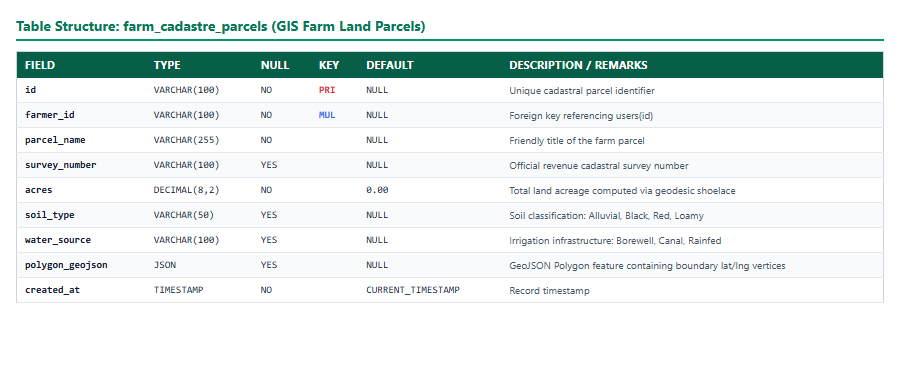 Table Structure: farm_cadastre_parcels (GIS Farm Land Parcels)
FIELD TYPE NULL KEY DEFAULT DESCRIPTION / REMARKS
id VARCHAR(100) NO PRI NULL Unique cadastral parcel identifier
farmer_id VARCHAR(100) NO MUL NULL Foreign key referencing users(id)
parcel_name VARCHAR(255) NO NULL Friendly title of the farm parcel
survey_number VARCHAR(100) YES NULL Official revenue cadastral survey number
acres DECIMAL(8,2) NO 0.00 Total land acreage computed via geodesic shoelace
soil_type VARCHAR(50) YES NULL Soil classification: Alluvial, Black, Red, Loamy
water_source VARCHAR(100) YES NULL Irrigation infrastructure: Borewell, Canal, Rainfed
polygon_geojson JSON YES NULL GeoJSON Polygon feature containing boundary lat/lng vertices
created_at TIMESTAMP NO CURRENT_TIMESTAMP Record timestamp